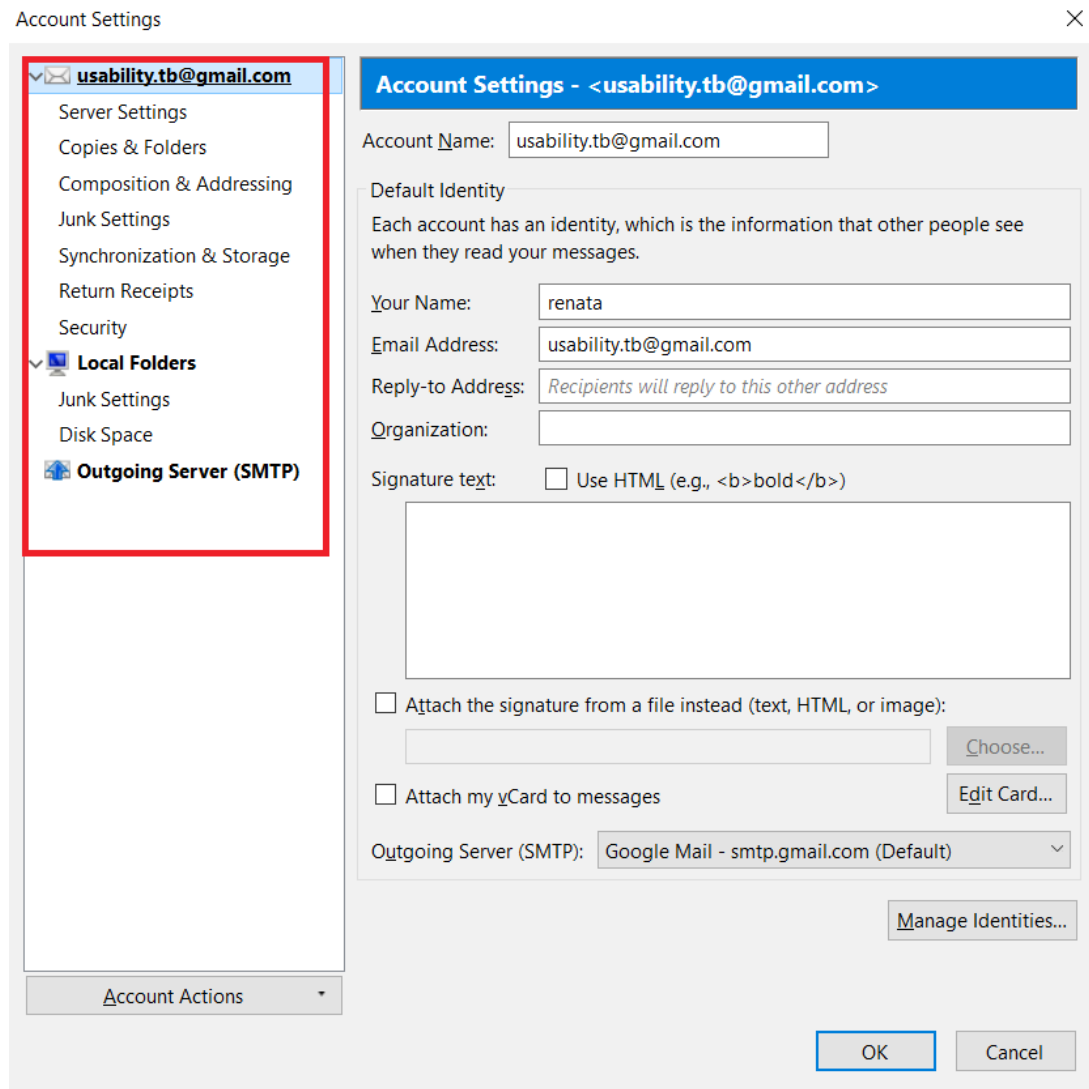 Account Settings
usability.tb@gmail.com
Server Settings
Copies & Folders
Composition & Addressing
Junk Settings
Synchronization & Storage
Return Receipts
Security
Local Folders
Junk Settings
Disk Space
Outgoing Server (SMTP)
Account Actions
Account Settings - <usability.tb@gmail.com>
Account Name: usability.tb@gmail.com
Default Identity
Each account has an identity, which is the information that other people see
when they read your messages.
Your Name: renata
Email Address: usability.tb@gmail.com
Reply-to Address: Recipients will reply to this other address
Organization:
Signature text: Use HTML (e.g., <b>bold</b>)
Attach the signature from a file instead (text, HTML, or image):
Choose...
Attach my vCard to messages
Edit Card...
Outgoing Server (SMTP): Google Mail - smtp.gmail.com (Default)
Manage Identities...
OK
Cancel